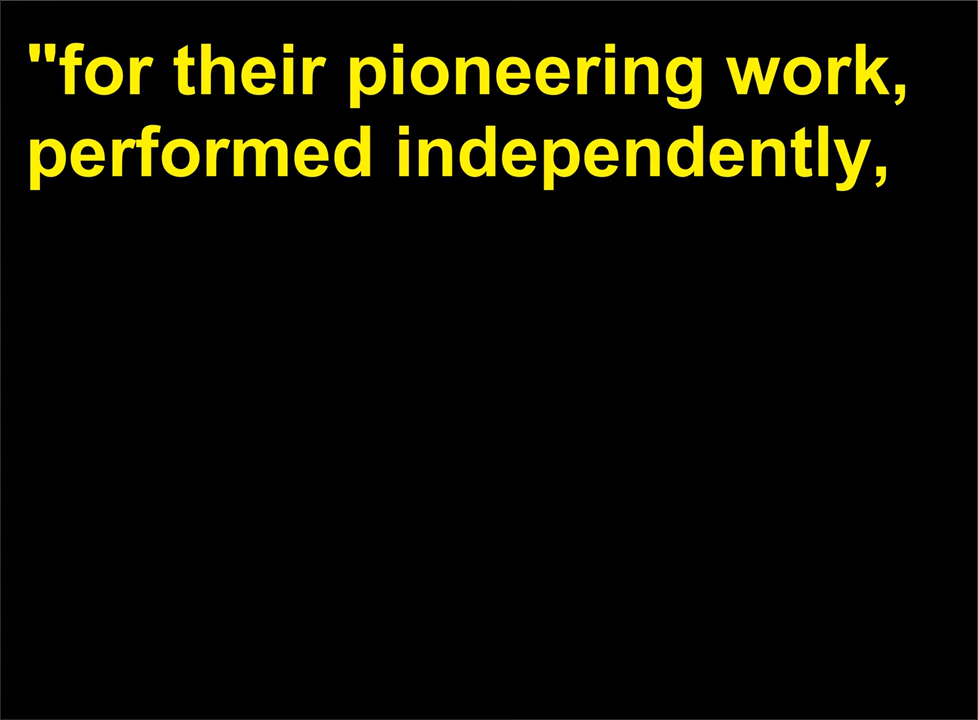 "for their pioneering work,
performed independently,